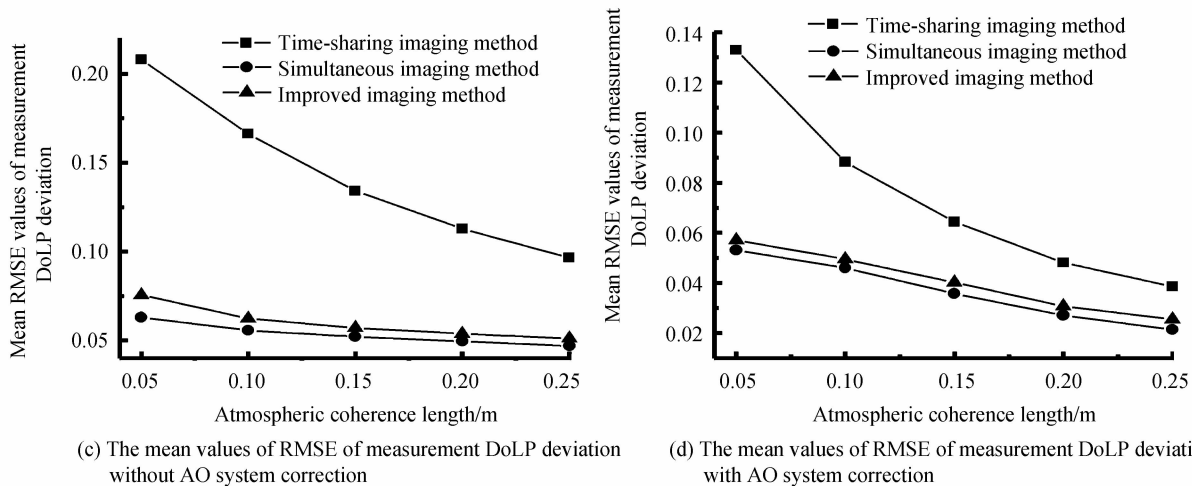 Mean RMSE values of measurement
DoLP deviation
0.20
0.15
0.10
0.05
Time-sharing imaging method
Simultaneous imaging method
Improved imaging method
0.05 0.10 0.15 0.20 0.25
Atmospheric coherence length/m
(c) The mean values of RMSE of measurement DoLP deviation
without AO system correction
Mean RMSE values of measurement
DoLP deviation
0.14
0.12
0.10
0.08
0.06
0.04
0.02
Time-sharing imaging method
Simultaneous imaging method
Improved imaging method
0.05 0.10 0.15 0.20 0.25
Atmospheric coherence length/m
(d) The mean values of RMSE of measurement DoLP deviati
with AO system correction